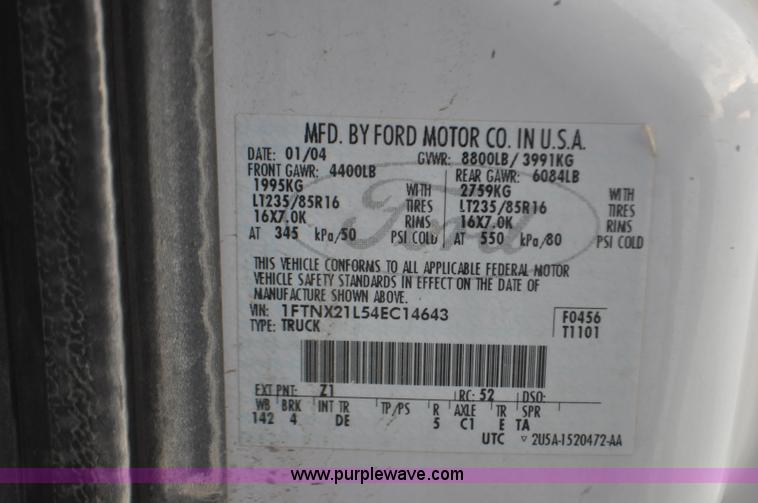 MFD. BY FORD MOTOR CO. IN U.S.A.
DATE: 01/04 GVWR: 8800LB/ 3991KG
FRONT GAWR: 4400LB REAR GAWR: 6084LB
1995KG WITH 2759KG WITH
LT235/85R16 TIRES LT235/85R16 TIRES
16X7.0K RIMS 16X7.0K RIMS
AT 345 kPa/50 PSI COLD AT 550 kPa/80 PSI COLD
Ford
THIS VEHICLE CONFORMS TO ALL APPLICABLE FEDERAL MOTOR
VEHICLE SAFETY STANDARDS IN EFFECT ON THE DATE OF
MANUFACTURE SHOWN ABOVE.
VIN: 1FTNX21L54EC14643 F0456
TYPE: TRUCK T1101
EXT PNT: Z1 RC: 52 DSO:
WB BRK INT TR TP/PS R AXLE TR SPR
142 4 DE 5 C1 E TA
UTC ▽ 2U5A-1520472-AA
www.purplewave.com